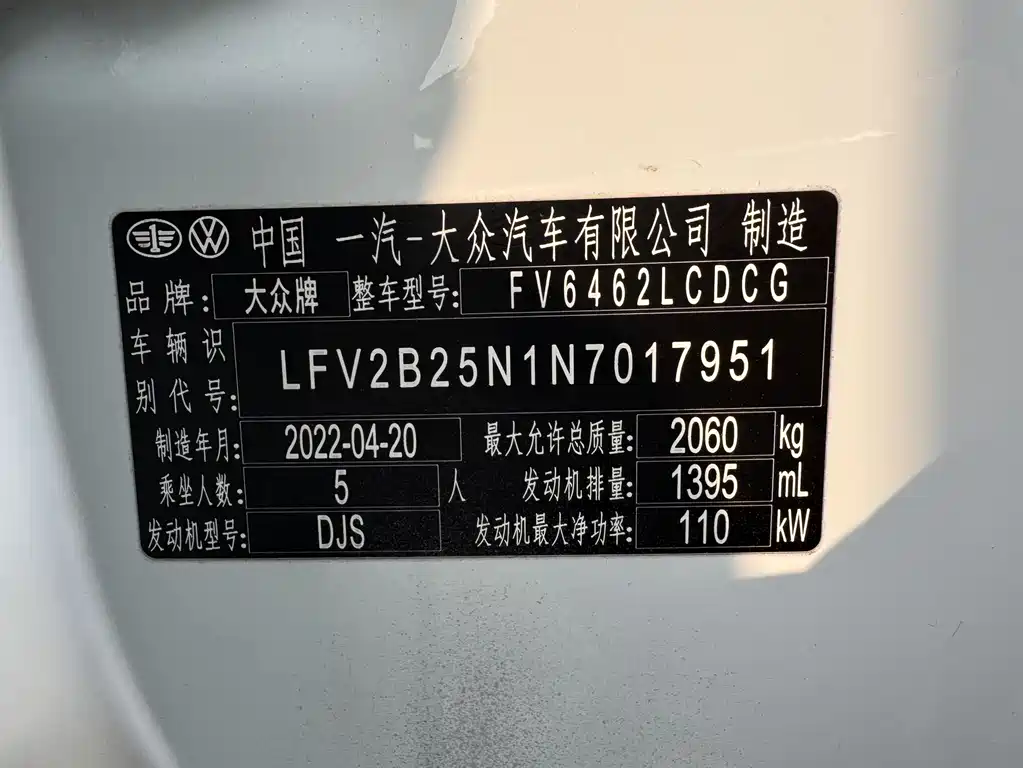 中国 一汽-大众汽车有限公司 制造
品牌: 大众牌 整车型号: FV6462LCDCG
车辆识别代号: LFV2B25N1N7017951
制造年月: 2022-04-20 最大允许总质量: 2060 kg
乘坐人数: 5 人 发动机排量: 1395 mL
发动机型号: DJS 发动机最大净功率: 110 kW